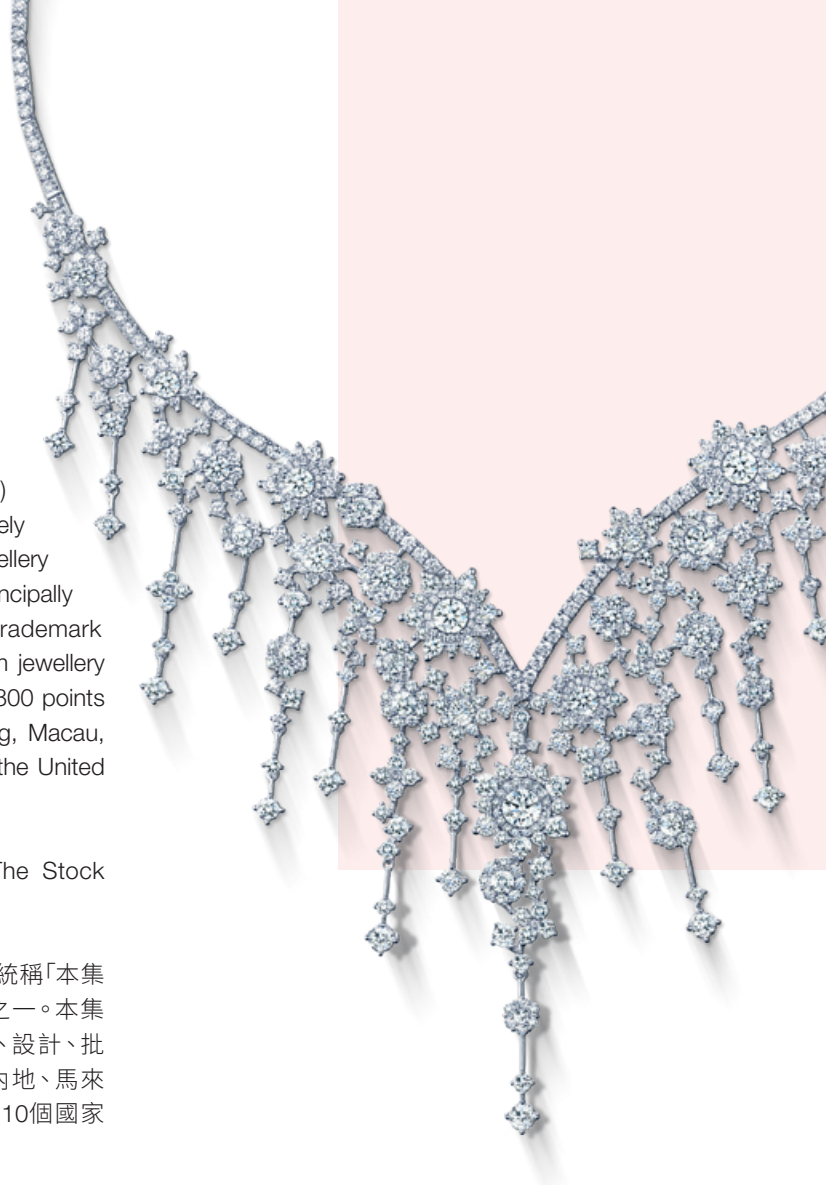 )
ely
ellery
ncipally
rademark
n jewellery
300 points
g, Macau,
the United
The Stock
統稱「本集
之一。本集
、設計、批
內地、馬來
10個國家